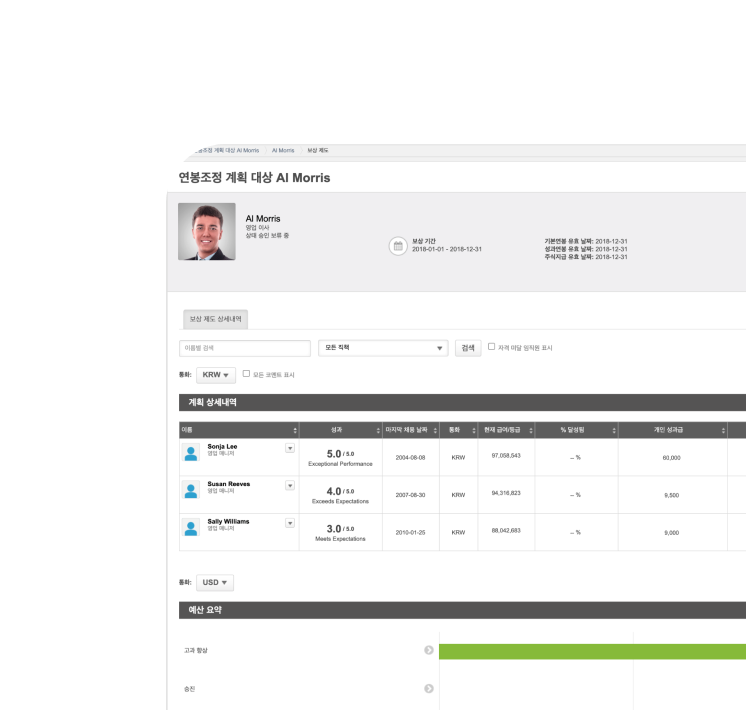 연봉조정 계획 대상 Al Morris Al Morris 보상 제도
연봉조정 계획 대상 Al Morris
Al Morris
영업 이사
상태 승인 보류 중
보상 기간
2018-01-01 - 2018-12-31
기본연봉 유효 날짜: 2018-12-31
성과연봉 유효 날짜: 2018-12-31
주식지급 유효 날짜: 2018-12-31
보상 제도 상세내역
이름별 검색 모든 직책 검색 자격 미달 임직원 표시
통화: KRW 모든 코멘트 표시
계획 상세내역
이름 성과 마지막 채용 날짜 통화 현재 급여/등급 % 달성됨 개인 성과급
Sonja Lee
영업 매니저
5.0 / 5.0
Exceptional Performance
2004-08-08 KRW 97,058,543 -- % 60,000
Susan Reeves
영업 매니저
4.0 / 5.0
Exceeds Expectations
2007-08-30 KRW 94,316,823 -- % 9,500
Sally Williams
영업 매니저
3.0 / 5.0
Meets Expectations
2010-01-25 KRW 88,042,683 -- % 9,000
통화: USD
예산 요약
고과 향상
승진